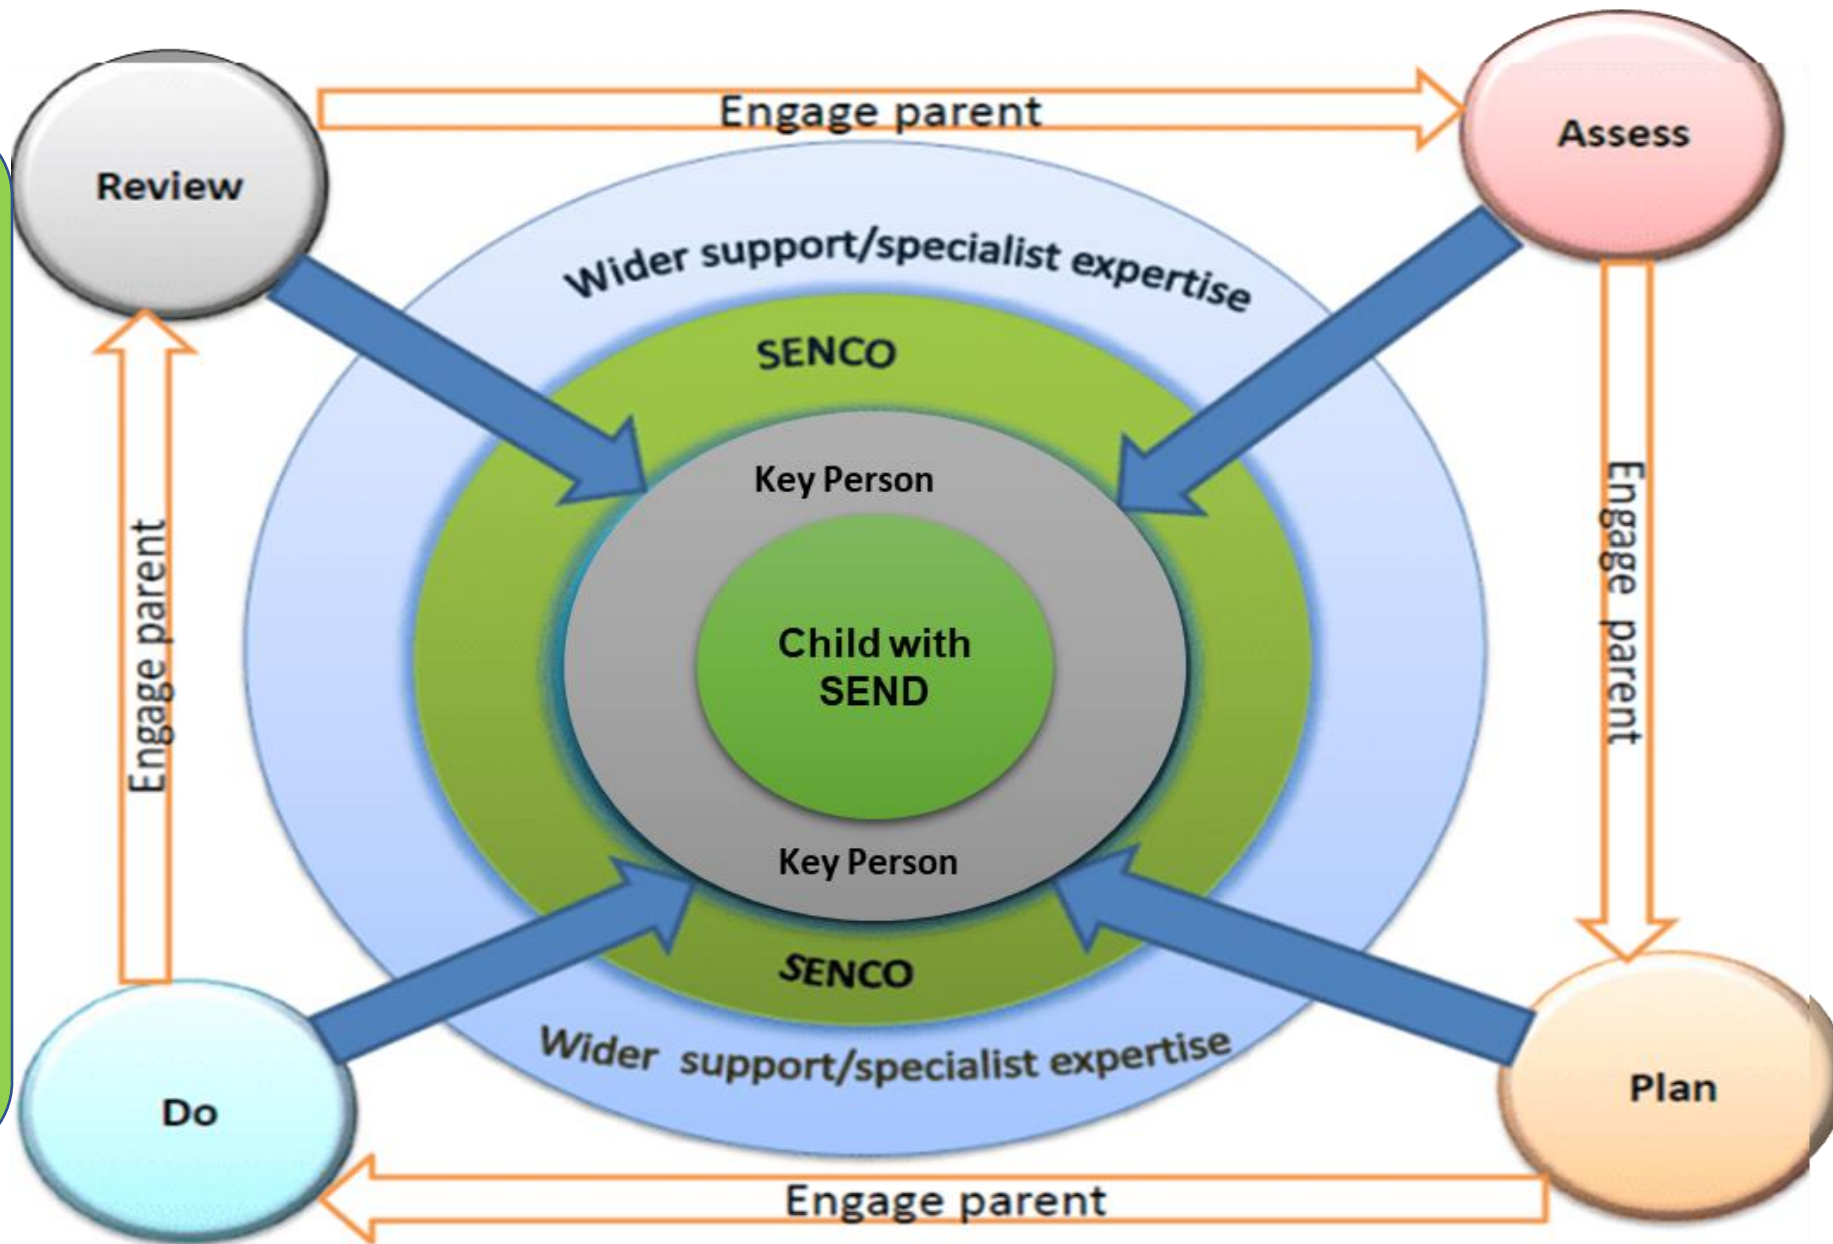 Engage parent
Assess
Review
Wider support/specialist expertise
SENCO
Key Person
Engage parent
Engage parent
Child with
SEND
Key Person
SENCO
Wider support/specialist expertise
Plan
Do
Engage parent